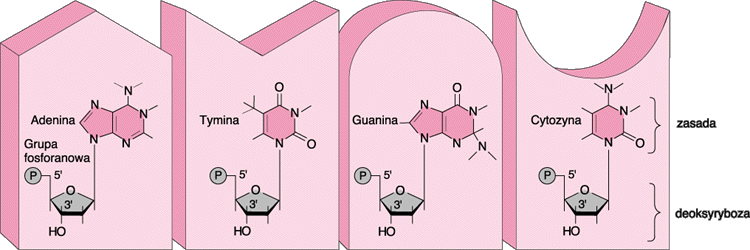 Adenina
N
N
N
N
N
Grupa
fosforanowa
P
5'
O
3'
HO
Tymina
O
N
O
N
P
5'
O
3'
HO
Guanina
O
N
N
N
N
N
P
5'
O
3'
HO
Cytozyna
N
N
O
N
P
5'
O
3'
HO
zasada
deoksyryboza